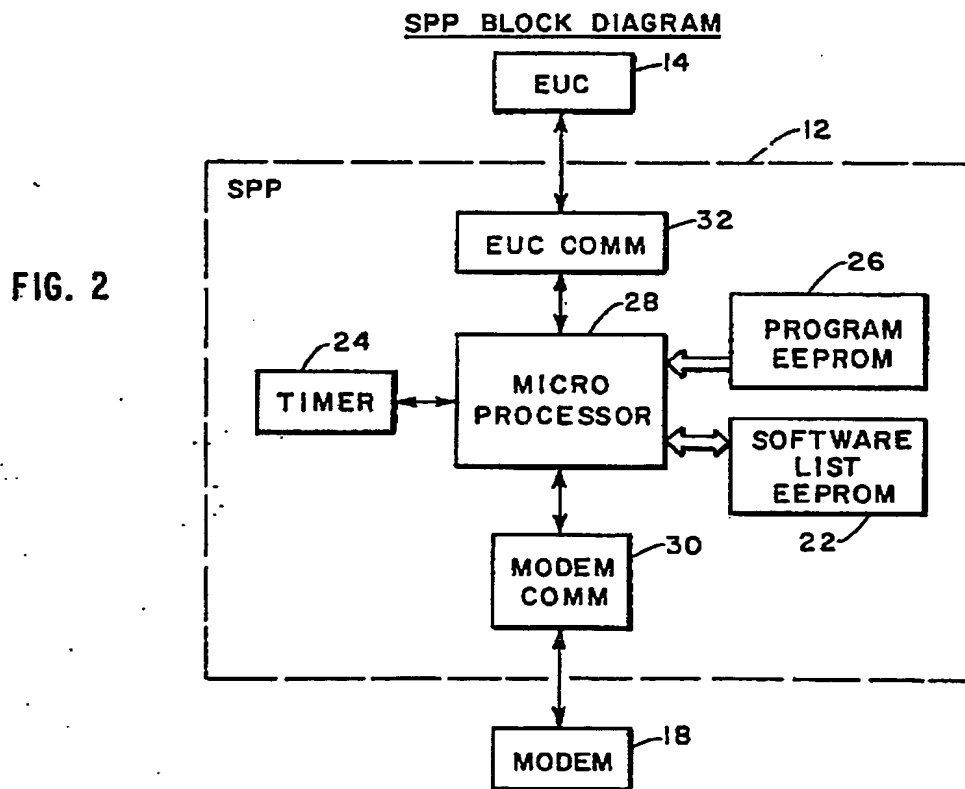 SPP BLOCK DIAGRAM
14
EUC
12
SPP
32
EUC COMM
FIG. 2
26
28
PROGRAM
EEPROM
24
TIMER
MICRO
PROCESSOR
SOFTWARE
LIST
EEPROM
22
30
MODEM
COMM
18
MODEM